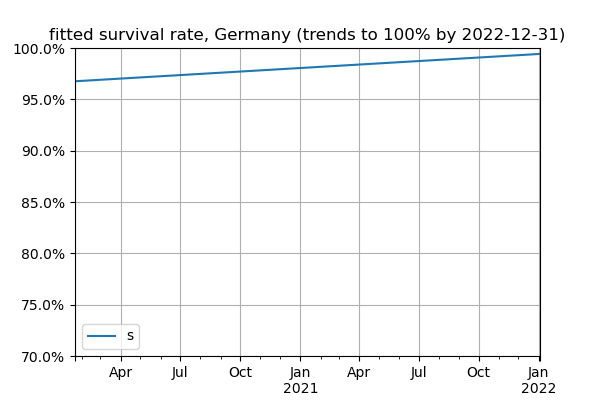 fitted survival rate, Germany (trends to 100% by 2022-12-31)
100.0%
95.0%
90.0%
85.0%
80.0%
75.0%
70.0%
s
Apr Jul Oct Jan Apr Jul Oct Jan
2021 2022